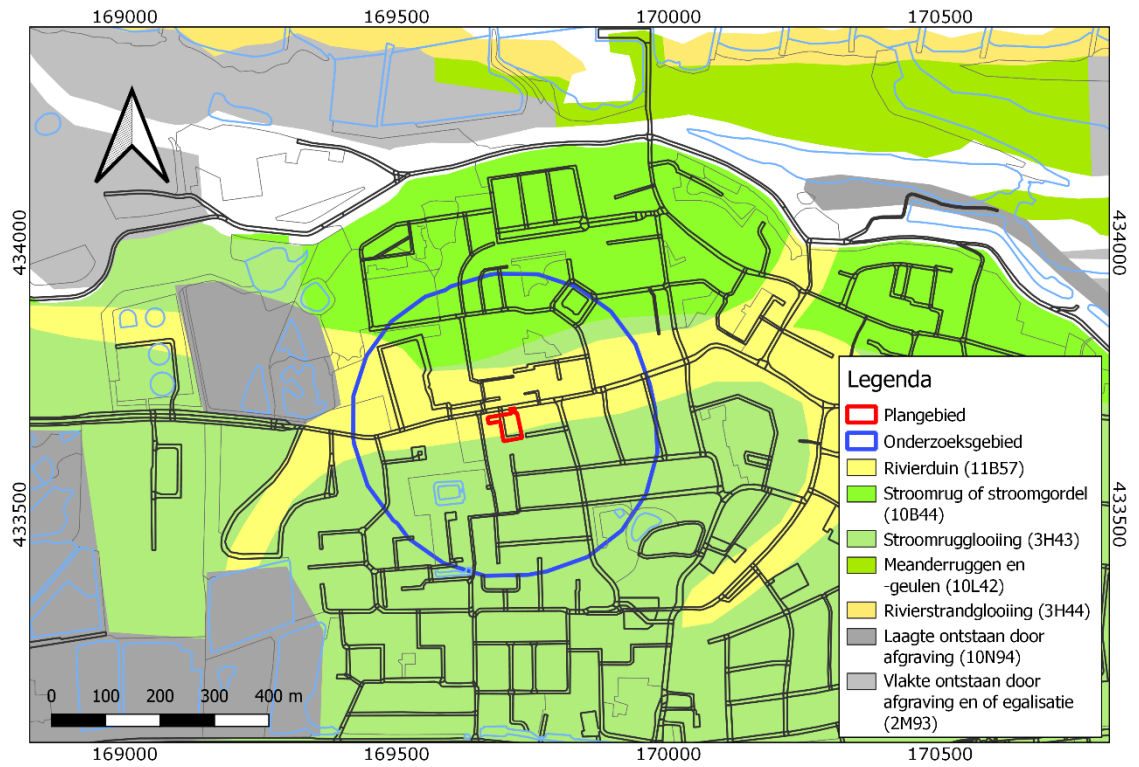 169000 169500 170000 170500
434000 434000
433500 433500
Legenda
Plangebied
Onderzoeksgebied
Rivierduin (11B57)
Stroomrug of stroomgordel
(10B44)
Stroomrugglooiing (3H43)
Meanderruggen en
-geulen (10L42)
Rivierstrandglooiing (3H44)
Laagte ontstaan door
afgraving (10N94)
Vlakte ontstaan door
afgraving en of egalisatie
(2M93)
0 100 200 300 400 m
169000 169500 170000 170500